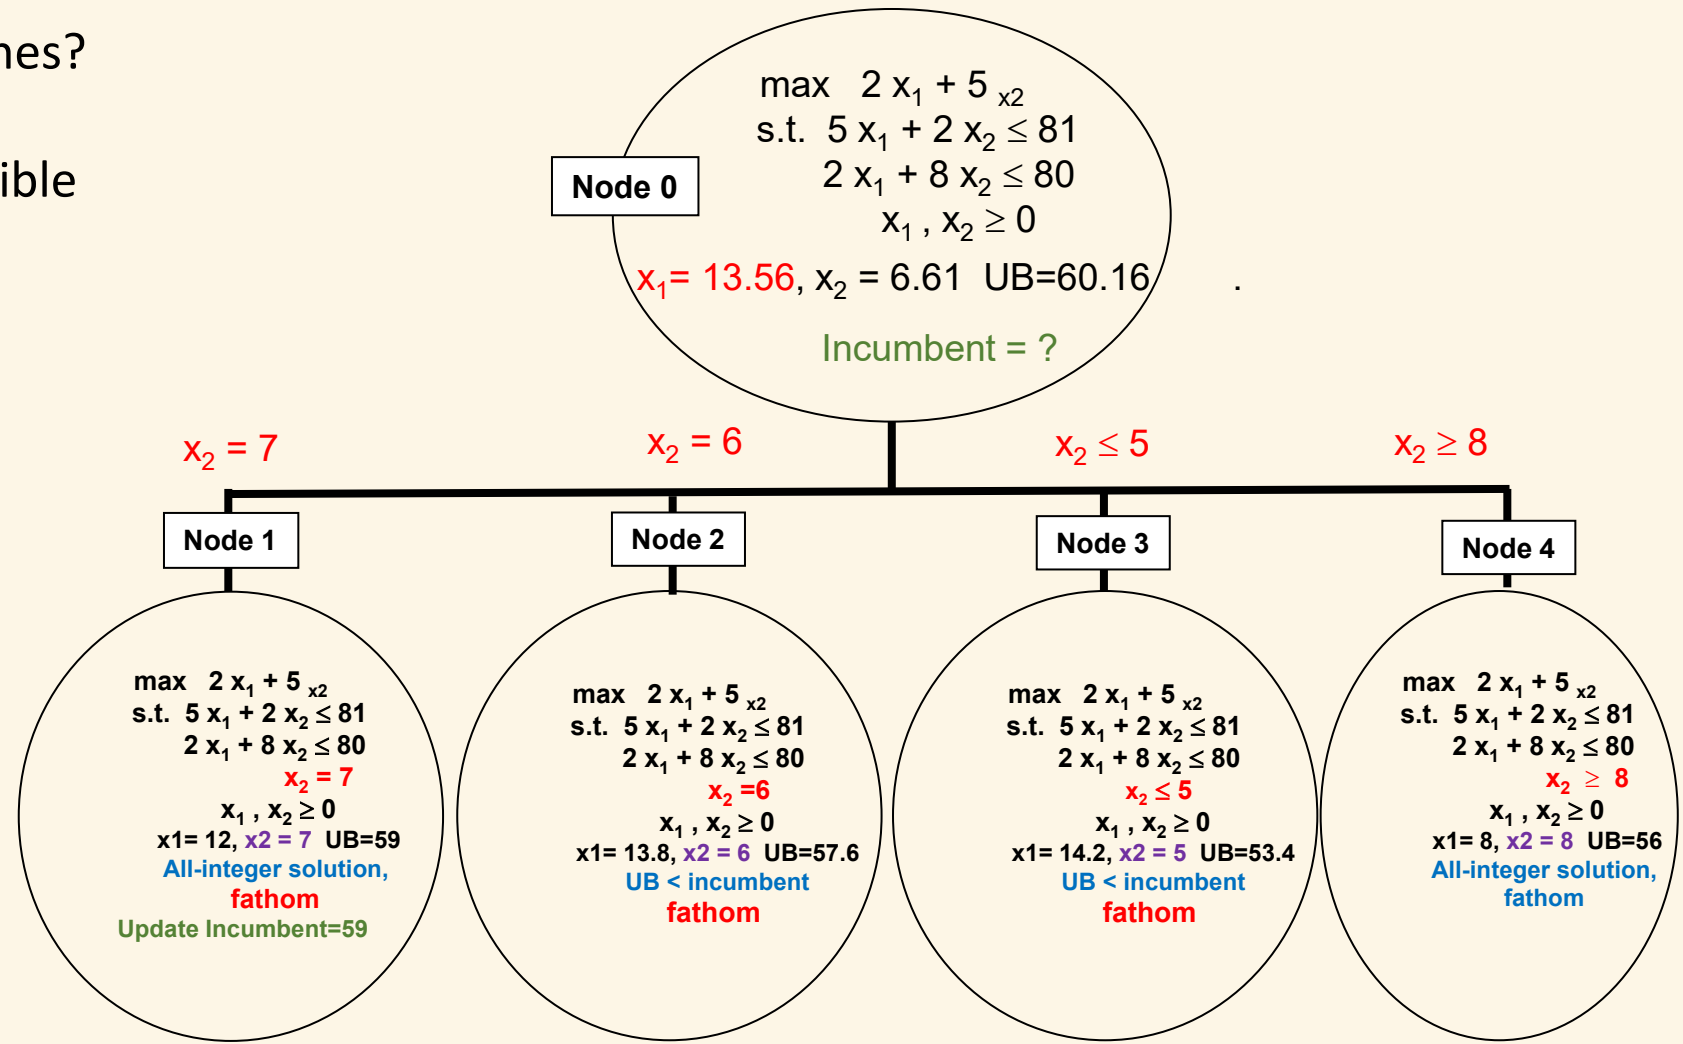 nes?
ible
max 2 x₁ + 5 x2
s.t. 5 x₁ + 2 x₂ ≤ 81
2 x₁ + 8 x₂ ≤ 80
x₁ , x₂ ≥ 0
x₁= 13.56, x₂ = 6.61 UB=60.16 .
Incumbent = ?
Node 0
x₂ = 7
x₂ = 6
x₂ ≤ 5
x₂ ≥ 8
Node 1
Node 2
Node 3
Node 4
max 2 x₁ + 5 x2
s.t. 5 x₁ + 2 x₂ ≤ 81
2 x₁ + 8 x₂ ≤ 80
x₂ = 7
x₁ , x₂ ≥ 0
x1= 12, x2 = 7 UB=59
All-integer solution,
fathom
Update Incumbent=59
max 2 x₁ + 5 x2
s.t. 5 x₁ + 2 x₂ ≤ 81
2 x₁ + 8 x₂ ≤ 80
x₂ =6
x₁ , x₂ ≥ 0
x1= 13.8, x2 = 6 UB=57.6
UB < incumbent
fathom
max 2 x₁ + 5 x2
s.t. 5 x₁ + 2 x₂ ≤ 81
2 x₁ + 8 x₂ ≤ 80
x₂ ≤ 5
x₁ , x₂ ≥ 0
x1= 14.2, x2 = 5 UB=53.4
UB < incumbent
fathom
max 2 x₁ + 5 x2
s.t. 5 x₁ + 2 x₂ ≤ 81
2 x₁ + 8 x₂ ≤ 80
x₂ ≥ 8
x₁ , x₂ ≥ 0
x1= 8, x2 = 8 UB=56
All-integer solution,
fathom